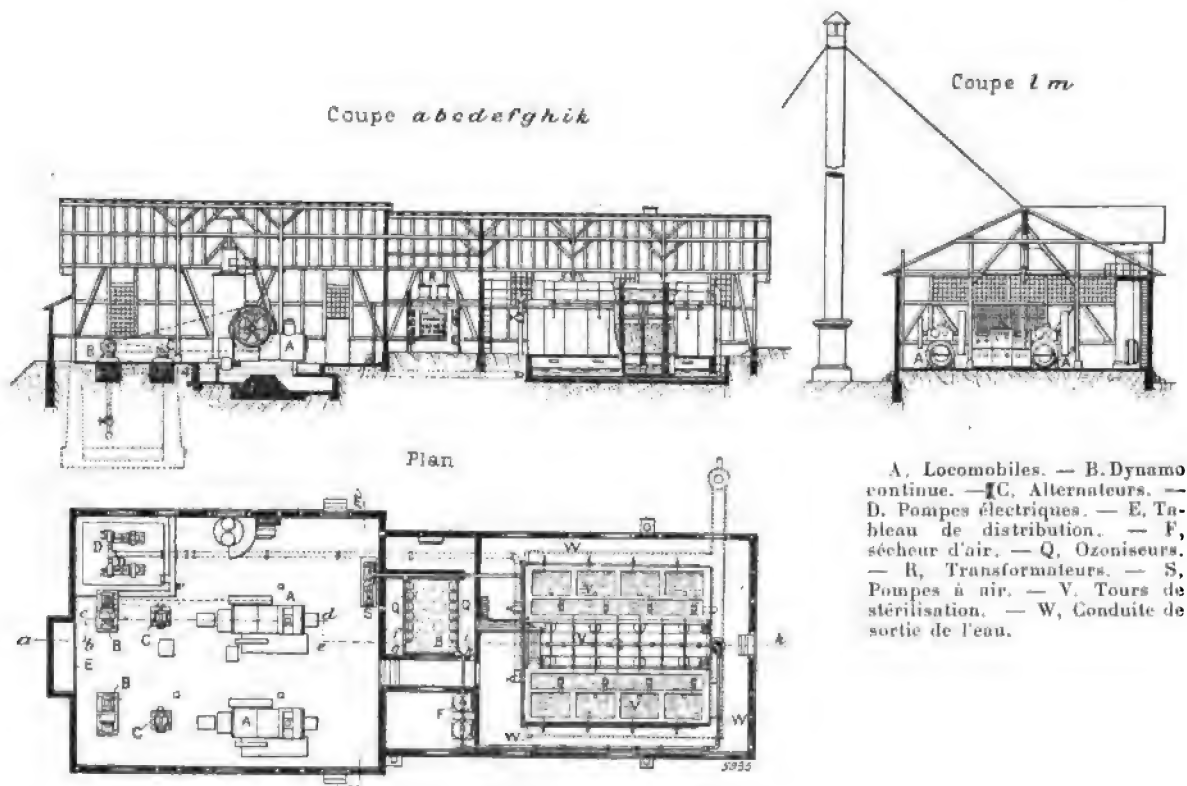 Coupe abcdefghik
Coupe l m
R
B
A
A
A
Plan
A, Locomobiles. — B. Dynamo
continue. — C, Alternateurs. —
D, Pompes électriques. — E, Ta-
bleau de distribution. — F,
sécheur d'air. — Q, Ozoniseurs.
— R, Transformateurs. — S,
Pompes à air. — V. Tours de
stérilisation. — W, Conduite de
sortie de l'eau.
D
W
V
A
S
Q
Q
c
d
a
b
B
C
e
V
k
E
B
F
V
A
C
W
W
5935